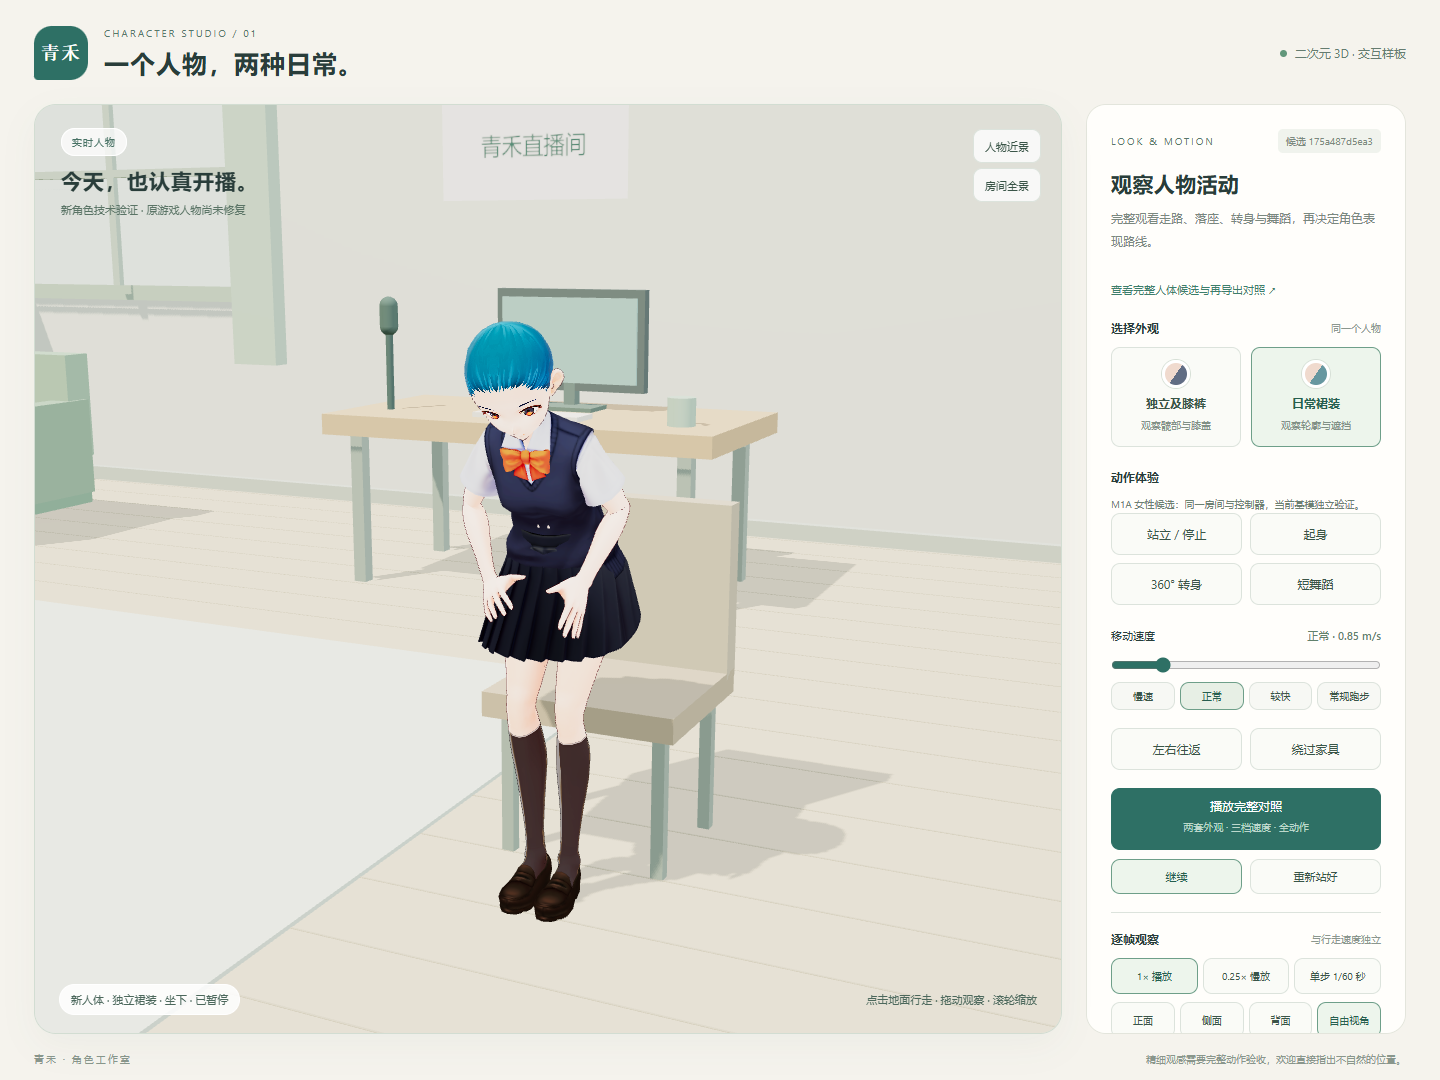 青禾
CHARACTER STUDIO / 01
一个人物，两种日常。
二次元 3D · 交互样板
实时人物
今天，也认真开播。
新角色技术验证 · 原游戏人物尚未修复
青禾直播间
人物近景
房间全景
新人体 · 独立裙装 · 坐下 · 已暂停
点击地面行走 · 拖动观察 · 滚轮缩放
LOOK & MOTION
候选 175a487d5ea3
观察人物活动
完整观看走路、落座、转身与舞蹈，再决定角色表
现路线。
查看完整人体候选与再导出对照 ↗
选择外观
同一个人物
独立及膝裤
观察髋部与膝盖
日常裙装
观察轮廓与遮挡
动作体验
M1A 女性候选：同一房间与控制器，当前基模独立验证。
站立 / 停止
起身
360° 转身
短舞蹈
移动速度
正常 · 0.85 m/s
慢速
正常
较快
常规跑步
左右往返
绕过家具
播放完整对照
两套外观 · 三档速度 · 全动作
继续
重新站好
逐帧观察
与行走速度独立
1× 播放
0.25× 慢放
单步 1/60 秒
正面
侧面
背面
自由视角
青禾 · 角色工作室
精细观感需要完整动作验收，欢迎直接指出不自然的位置。